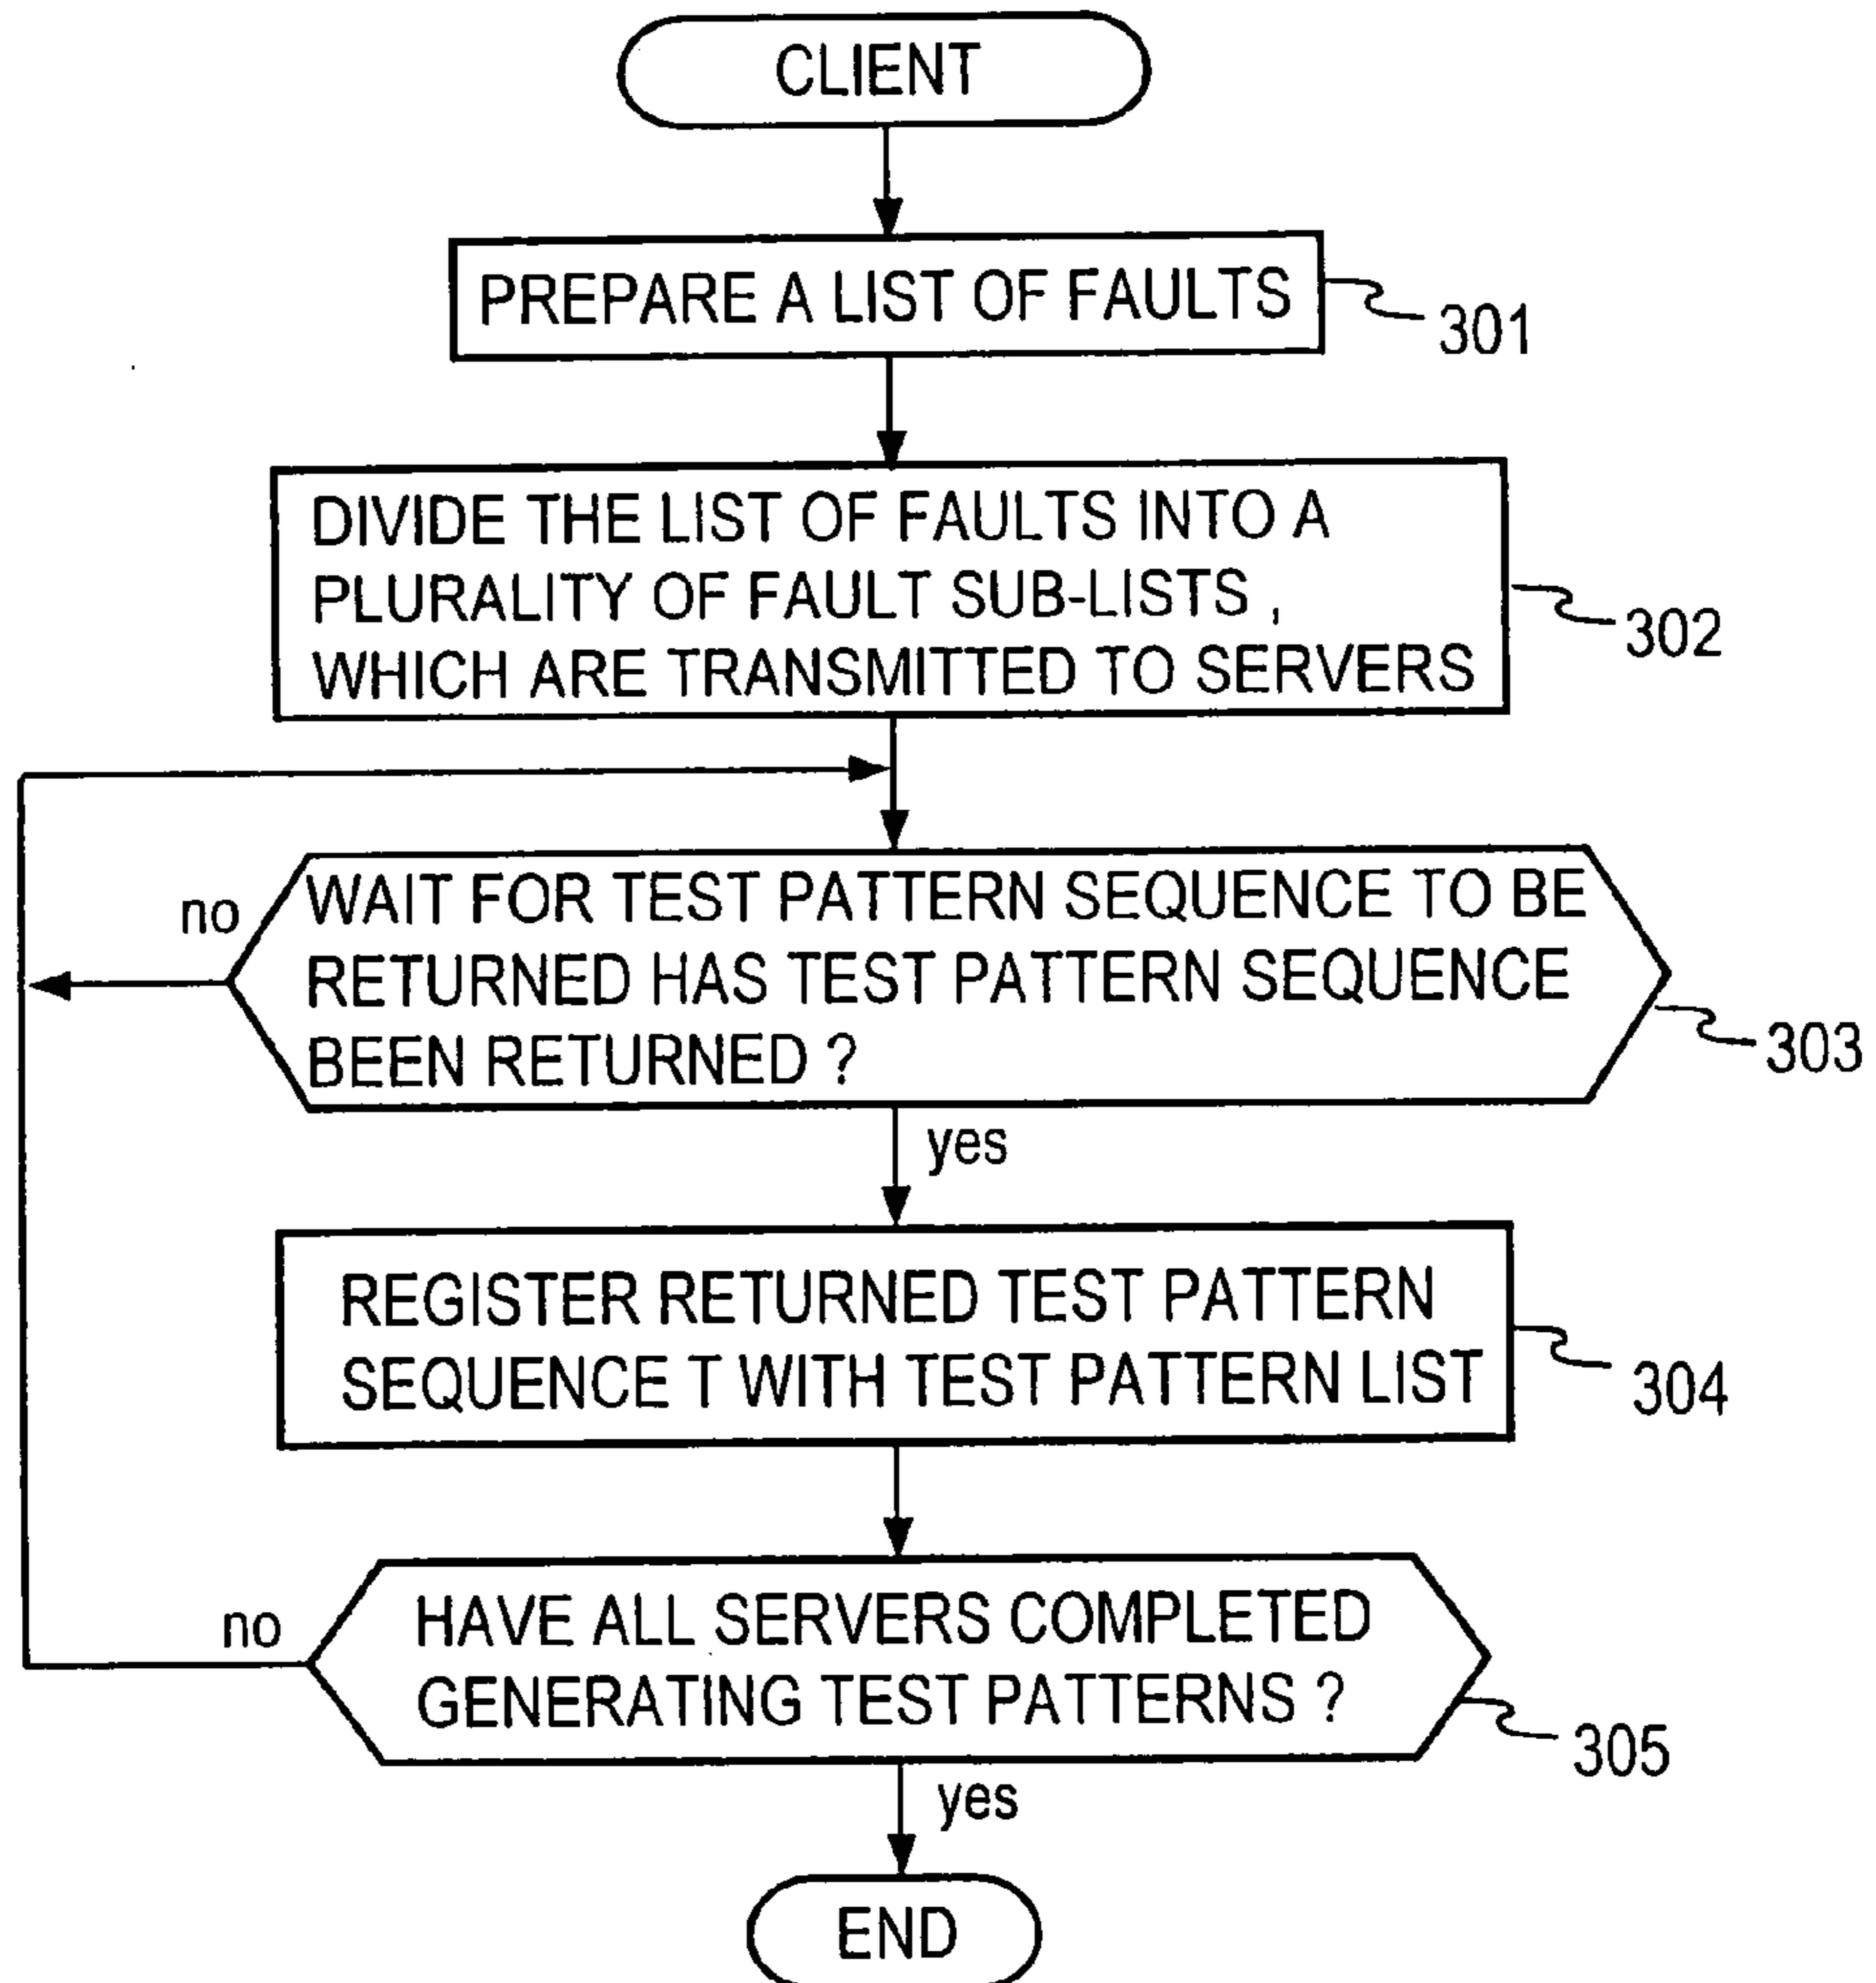 CLIENT
PREPARE A LIST OF FAULTS
301
DIVIDE THE LIST OF FAULTS INTO A
PLURALITY OF FAULT SUB-LISTS ,
WHICH ARE TRANSMITTED TO SERVERS
302
no
WAIT FOR TEST PATTERN SEQUENCE TO BE
RETURNED HAS TEST PATTERN SEQUENCE
BEEN RETURNED ?
303
yes
REGISTER RETURNED TEST PATTERN
SEQUENCE T WITH TEST PATTERN LIST
304
no
HAVE ALL SERVERS COMPLETED
GENERATING TEST PATTERNS ?
305
yes
END